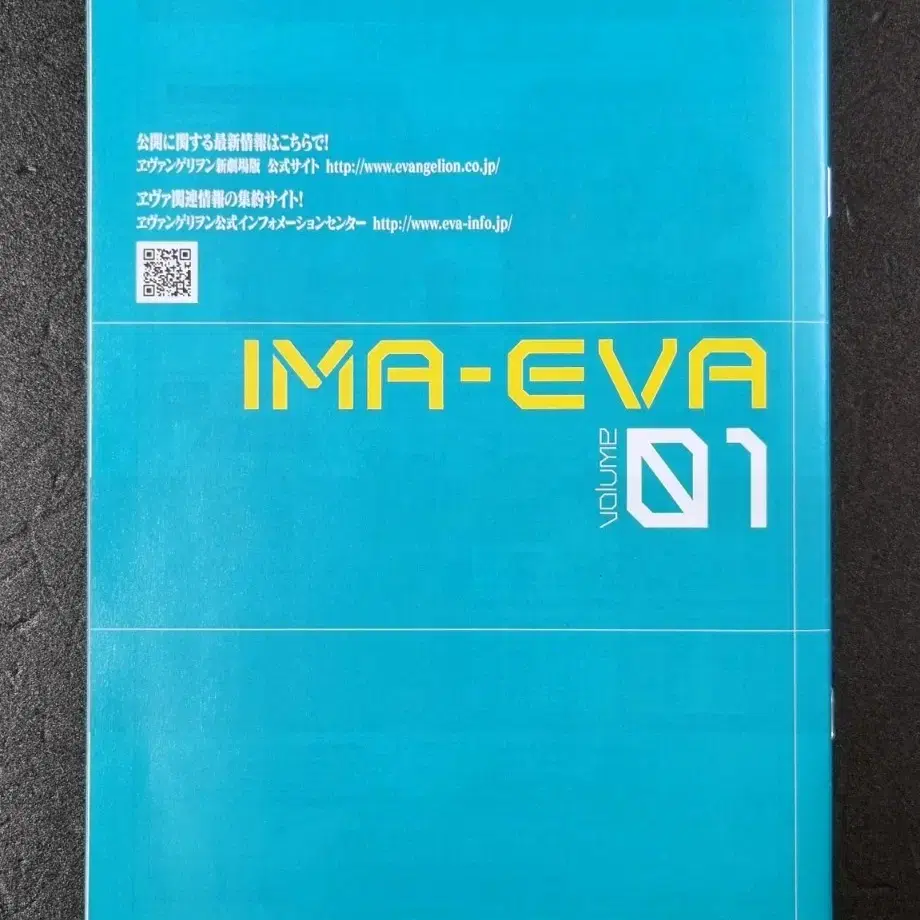 公開に関する最新情報はこちらで!
ヱヴァンゲリヲン新劇場版 公式サイト http://www.evangelion.co.jp/
ヱヴァ関連情報の集約サイト!
ヱヴァンゲリヲン公式インフォメーションセンター http://www.eva-info.jp/
IMA-EVA
volume 01